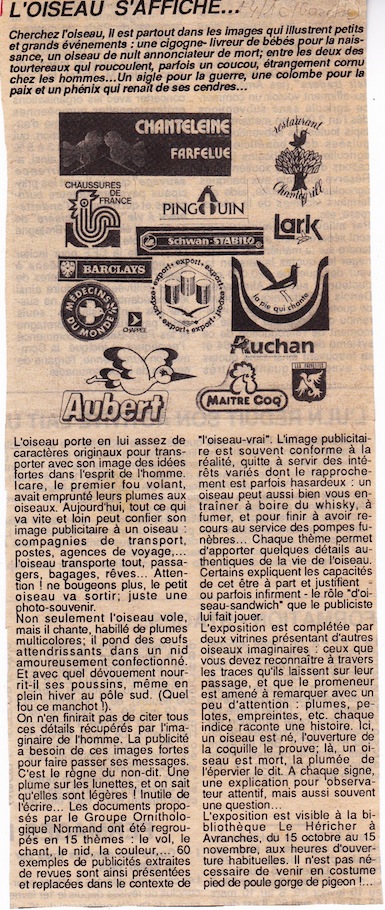 L'OISEAU S'AFFICHE...
Cherchez l'oiseau, il est partout dans les images qui illustrent petits
et grands événements : une cigogne- livreur de bébés pour la nais-
sance, un oiseau de nuit annonciateur de mort; entre les deux des
tourtereaux qui roucoulent, parfois un coucou, étrangement cornu
chez les hommes...Un aigle pour la guerre, une colombe pour la
paix et un phénix qui renait de ses cendres...
CHANTELEINE
FARFELUE
restaurant
Chantegrill
CHAUSSURES
DE FRANCE
PINGOUIN
Lark
Schwan-STABILO
BARCLAYS
export
MÉDECINS DU MONDE
CHAPPEL
la pie qui chante
Auchan
Aubert
MAITRE COQ
L'oiseau porte en lui assez de
caractères originaux pour trans-
porter avec son image des idées
fortes dans l'esprit de l'homme.
Icare, le premier fou volant,
avait emprunté leurs plumes aux
oiseaux. Aujourd'hui, tout ce qui
va vite et loin peut confier son
image publicitaire à un oiseau :
compagnies de transport,
postes, agences de voyage,...
l'oiseau transporte tout, passa-
gers, bagages, rêves... Atten-
tion ! ne bougeons plus, le petit
oiseau va sortir; juste une
photo-souvenir.
Non seulement l'oiseau vole,
mais il chante, habillé de plumes
multicolores; il pond des œufs
attendrissants dans un nid
amoureusement confectionné.
Et avec quel dévouement nour-
rit-il ses poussins, même en
plein hiver au pôle sud. (Quel
fou ce manchot !).
On n'en finirait pas de citer tous
ces détails récupérés par l'ima-
ginaire de l'homme. La publicité
a besoin de ces images fortes
pour faire passer ses messages.
C'est le règne du non-dit. Une
plume sur les lunettes, et on sait
qu'elles sont légères ! Inutile de
l'écrire... Les documents propo-
sés par le Groupe Ornitholo-
gique Normand ont été regrou-
pés en 15 thèmes : le vol, le
chant, le nid, la couleur,... 60
exemples de publicités extraites
de revues sont ainsi présentées
et replacées dans le contexte de
"l'oiseau-vrai". L'image publicitai-
re est souvent conforme à la
réalité, quitte à servir des inté-
rêts variés dont le rapproche-
ment est parfois hasardeux : un
oiseau peut aussi bien vous en-
traîner à boire du whisky, à
fumer, et pour finir à avoir re-
cours au service des pompes fu-
nèbres... Chaque thème permet
d'apporter quelques détails au-
thentiques de la vie de l'oiseau.
Certains expliquent les capacités
de cet être à part et justifient -
ou parfois infirment - le rôle "d'oi-
seau-sandwich" que le publiciste
lui fait jouer.
L'exposition est complétée par
deux vitrines présentant d'autres
oiseaux imaginaires : ceux que
vous devez reconnaître à travers
les traces qu'ils laissent sur leur
passage, et que le promeneur
est amené à remarquer avec un
peu d'attention : plumes, pe-
lotes, empreintes, etc. chaque
indice raconte une histoire. Ici,
un oiseau est né, l'ouverture de
la coquille le prouve; là, un oi-
seau est mort, la plumée de
l'épervier le dit. A chaque signe,
une explication pour 'observa-
teur attentif, mais aussi souvent
une question...
L'exposition est visible à la bi-
bliothèque Le Héricher à
Avranches, du 15 octobre au 15
novembre, aux heures d'ouver-
ture habituelles. Il n'est pas né-
cessaire de venir en costume
pied de poule gorge de pigeon !...